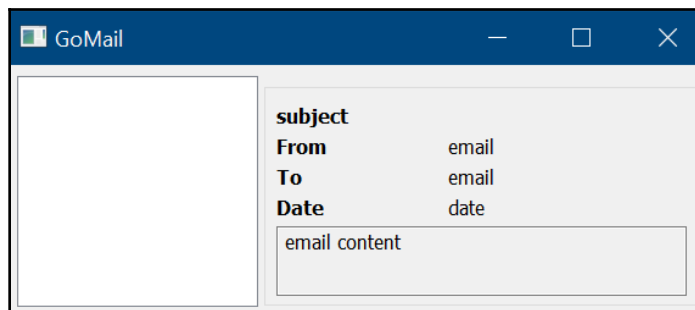 GoMail
subject
From email
To email
Date date
email content